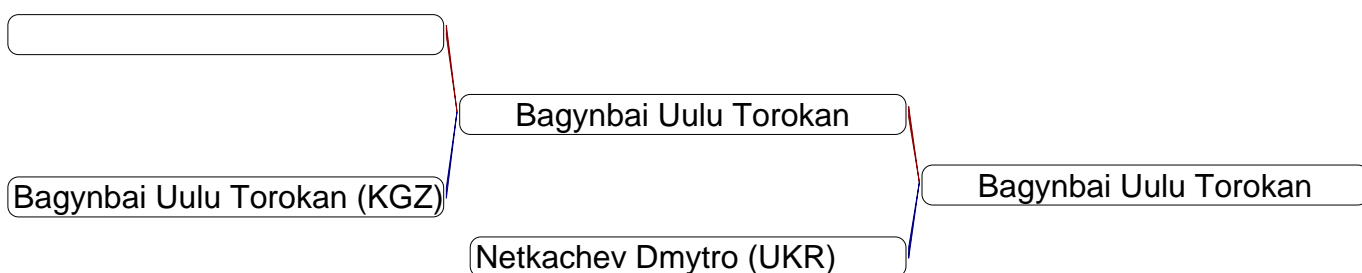 Bagynbai Uulu Torokan
Bagynbai Uulu Torokan (KGZ)
Bagynbai Uulu Torokan
Netkachev Dmytro (UKR)